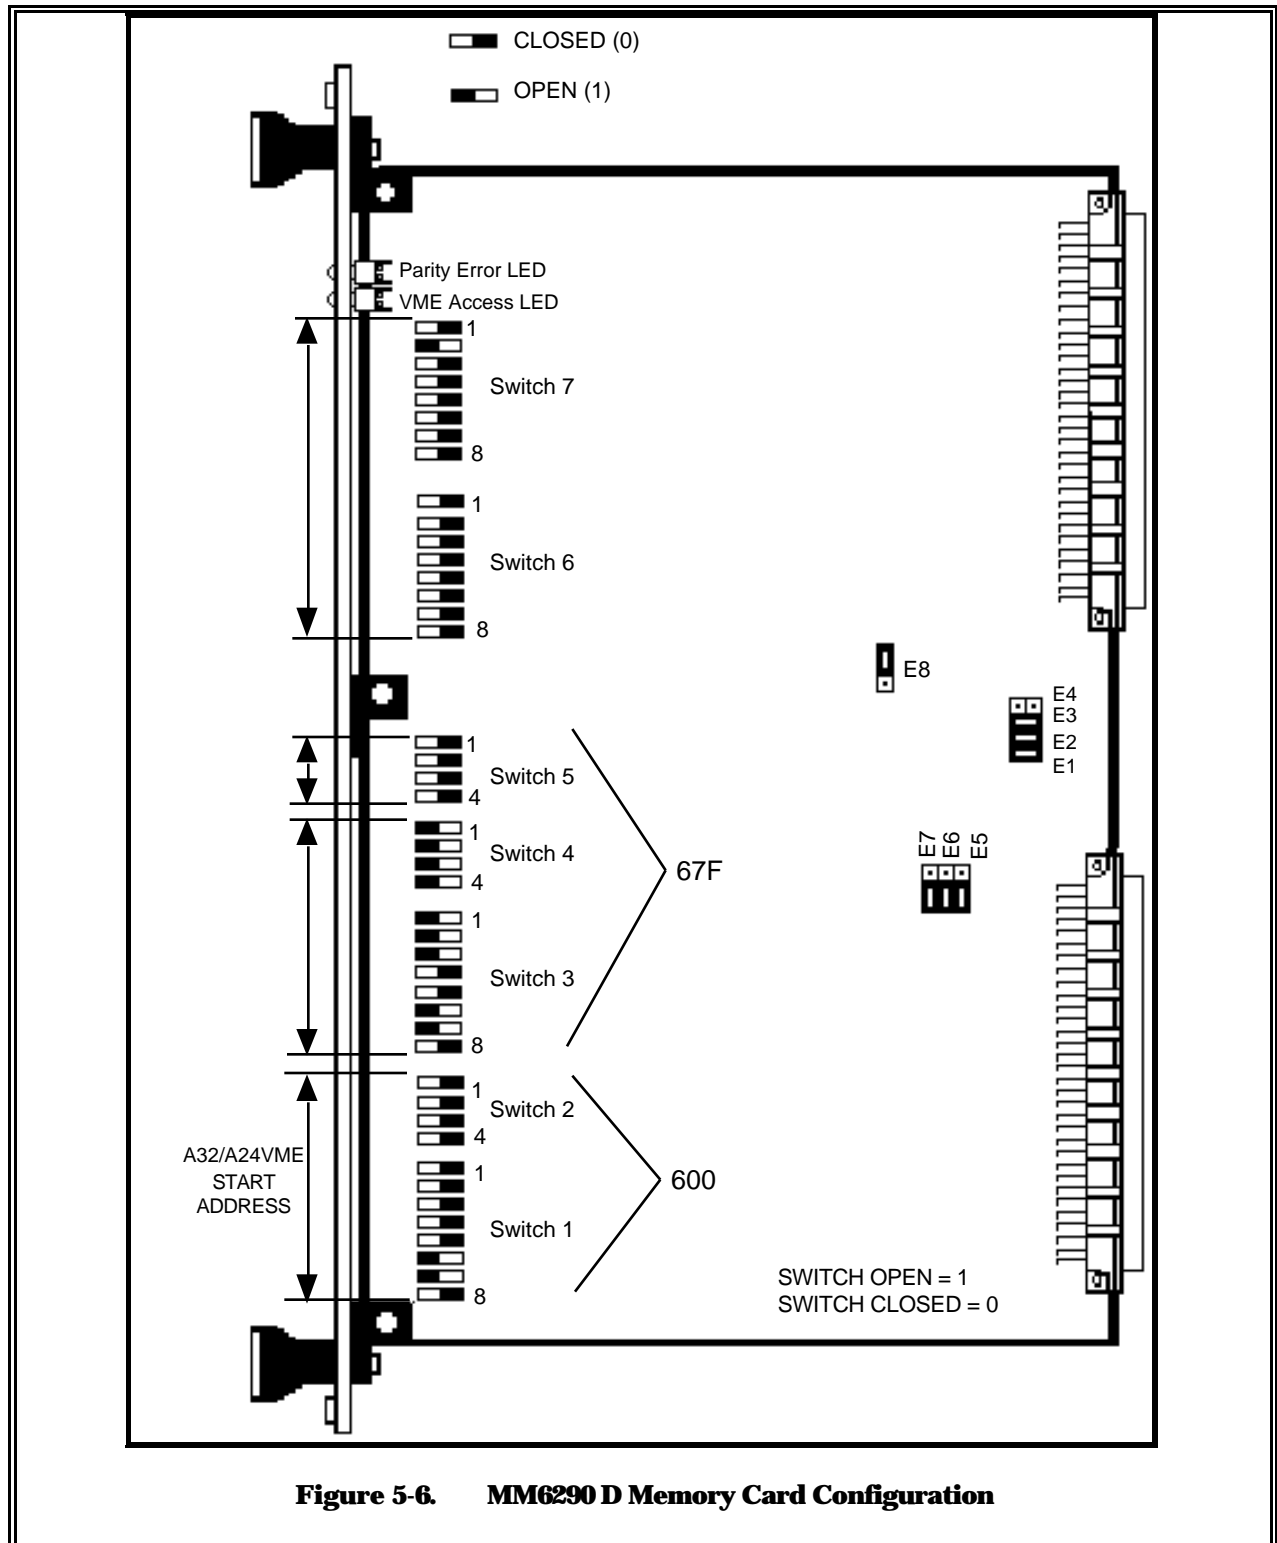 CLOSED (0)
OPEN (1)
Parity Error LED
VME Access LED
1
Switch 7
8
1
Switch 6
8
E8
E4
E3
E2
E1
1
Switch 5
4
1
Switch 4
4
67F
E7 E6 E5
1
Switch 3
8
1
Switch 2
4
A32/A24VME
START
ADDRESS
1
600
Switch 1
8
SWITCH OPEN = 1
SWITCH CLOSED = 0
Figure 5-6. MM6290 D Memory Card Configuration